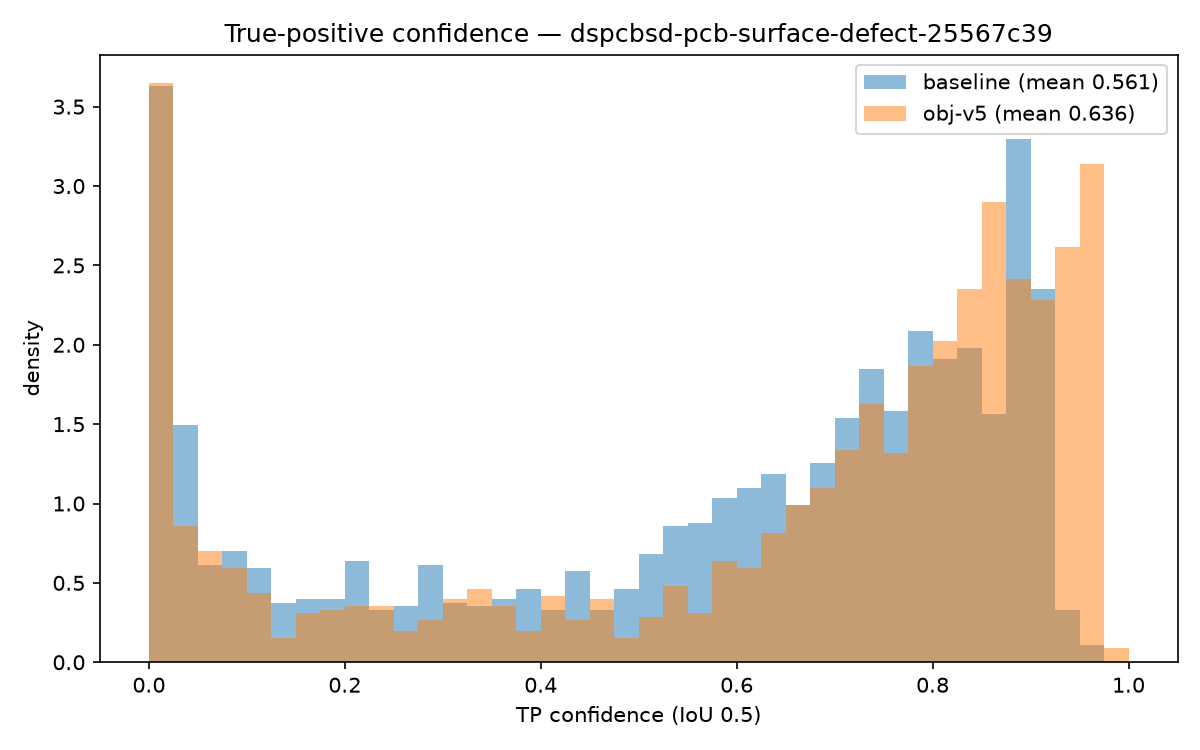 True-positive confidence — dspcbsd-pcb-surface-defect-25567c39
baseline (mean 0.561)
obj-v5 (mean 0.636)
density
3.5
3.0
2.5
2.0
1.5
1.0
0.5
0.0
0.0 0.2 0.4 0.6 0.8 1.0
TP confidence (IoU 0.5)